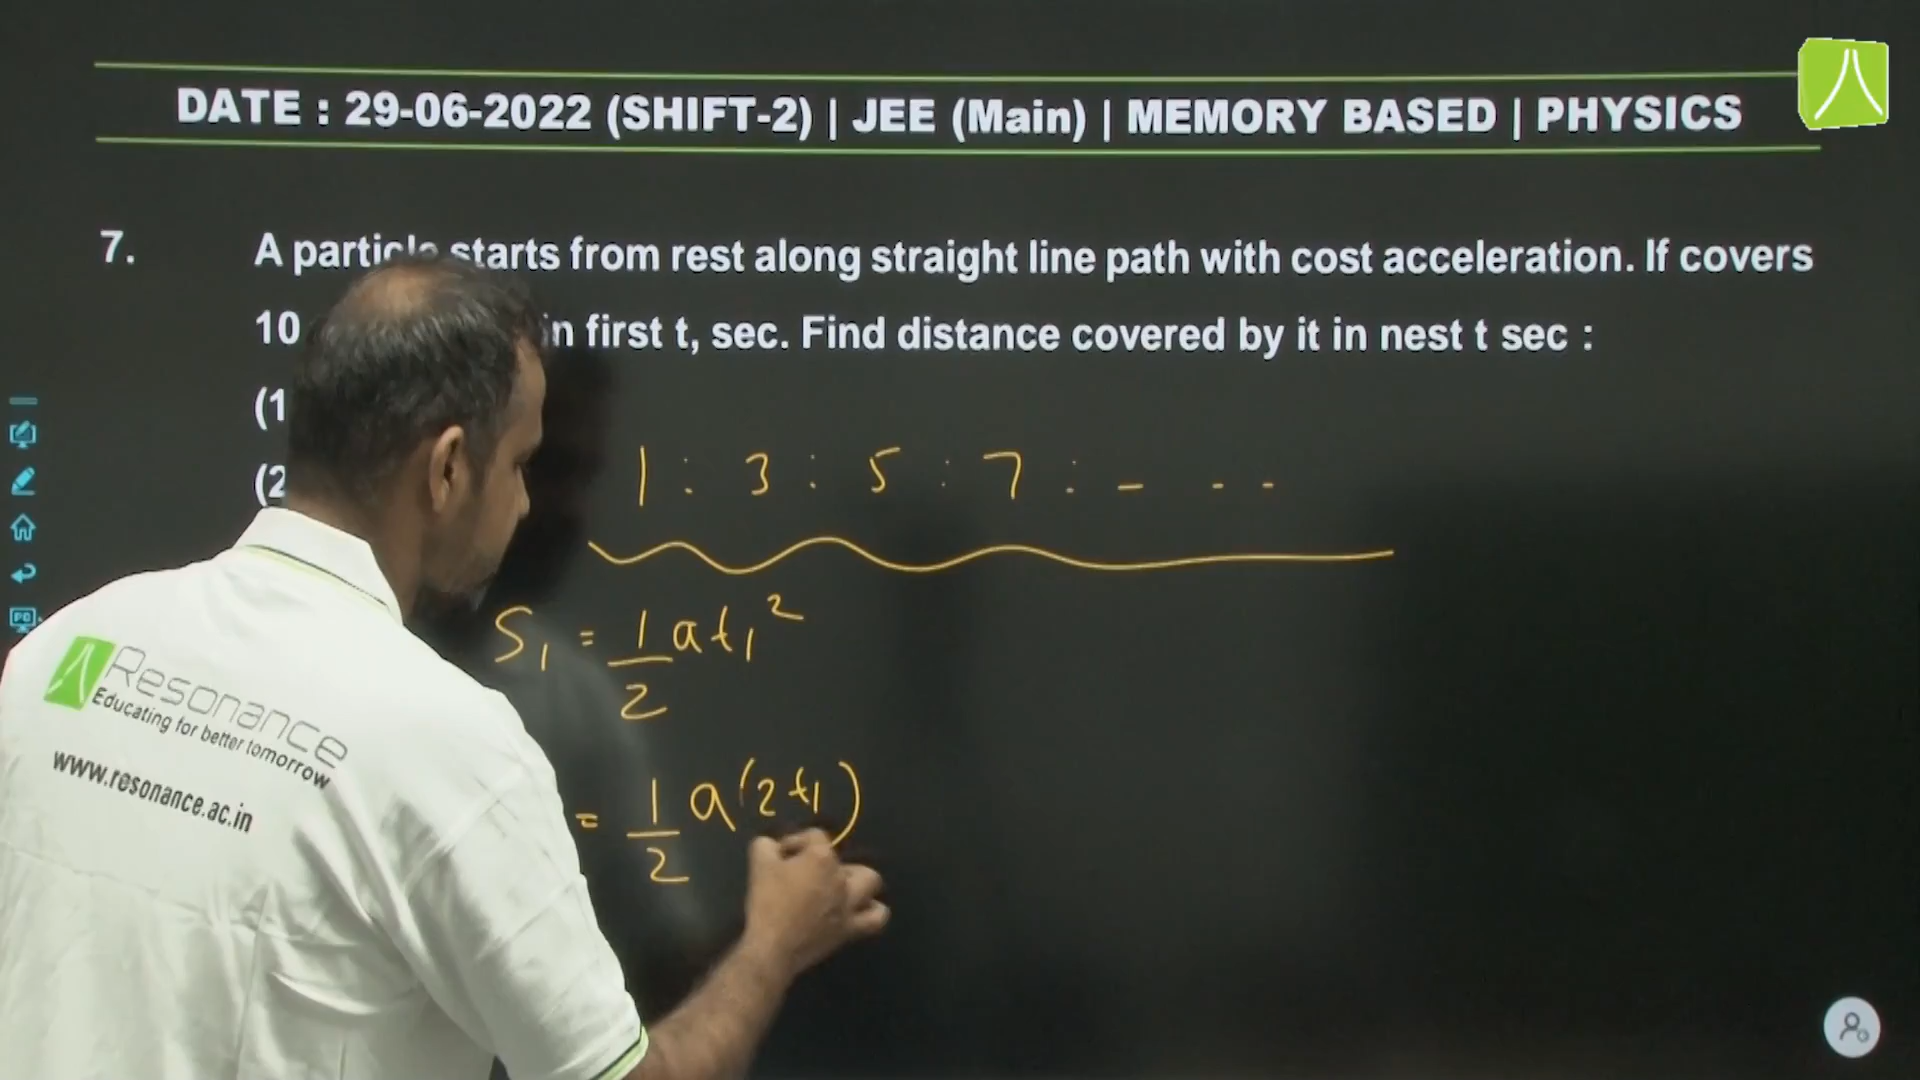 DATE : 29-06-2022 (SHIFT-2) | JEE (Main) | MEMORY BASED | PHYSICS
7. A particle starts from rest along straight line path with cost acceleration. If covers
10 in first t, sec. Find distance covered by it in nest t sec :
(1
(2
1 : 3 : 5 : 7 : - - -
S₁ = 1/2 at₁²
= 1/2 a(2t₁)
Resonance
Educating for better tomorrow
www.resonance.ac.in
PC